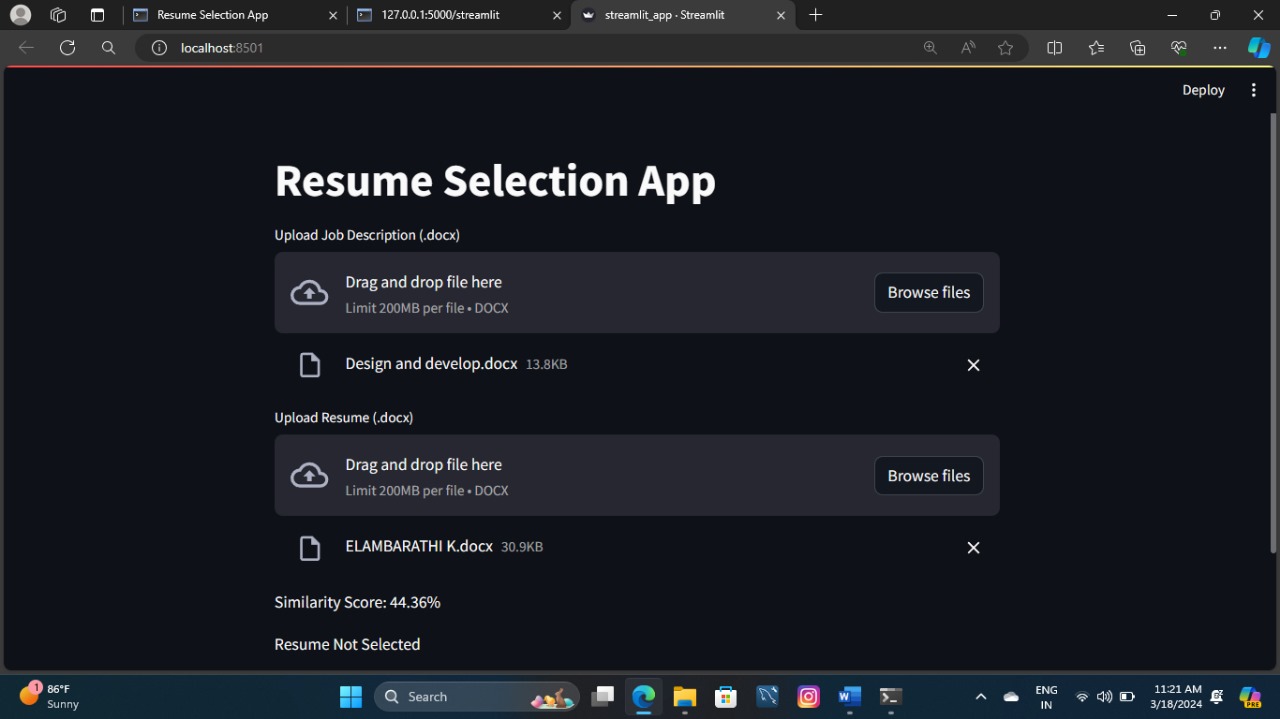 Resume Selection App
127.0.0.1:5000/streamlit
streamlit_app · Streamlit
localhost:8501
Deploy
Resume Selection App
Upload Job Description (.docx)
Drag and drop file here
Limit 200MB per file • DOCX
Browse files
Design and develop.docx 13.8KB
Upload Resume (.docx)
Drag and drop file here
Limit 200MB per file • DOCX
Browse files
ELAMBARATHI K.docx 30.9KB
Similarity Score: 44.36%
Resume Not Selected
1
86°F
Sunny
Search
ENG
IN
11:21 AM
3/18/2024
PRE